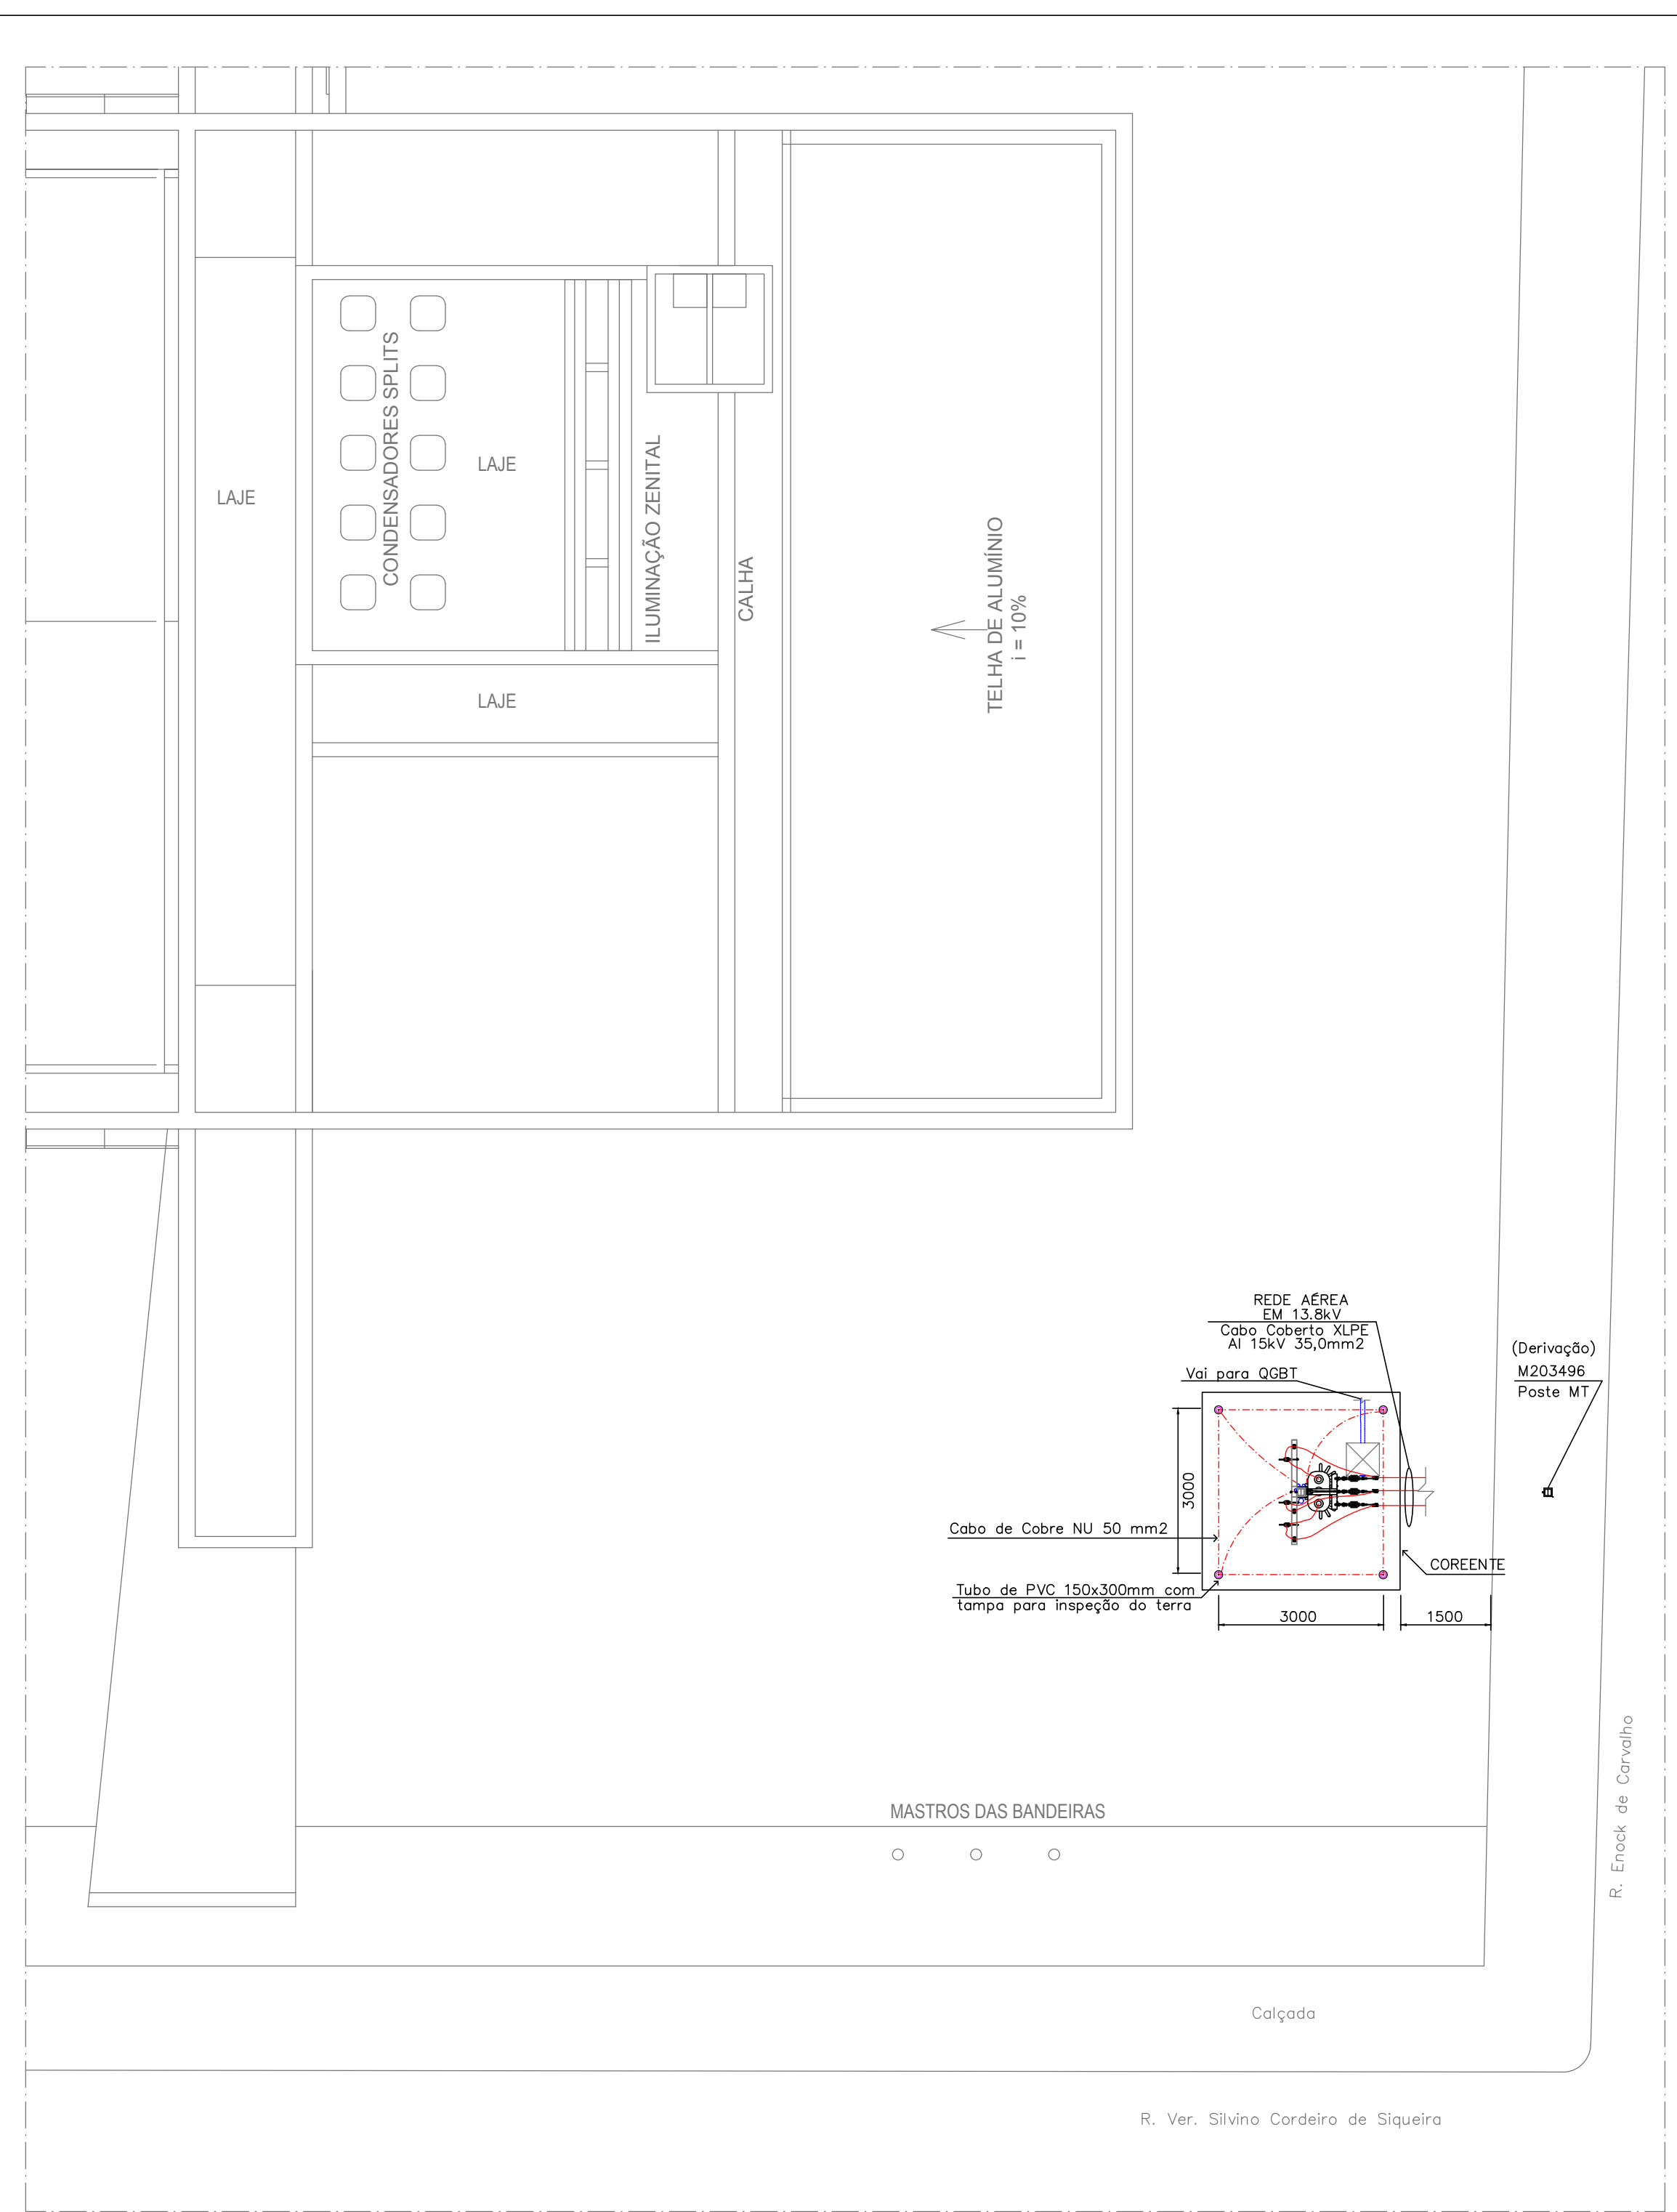 CONDENSADORES SPLITS
LAJE
LAJE
ILUMINAÇÃO ZENITAL
CALHA
TELHA DE ALUMÍNIO
i = 10%
LAJE
REDE AÉREA
EM 13.8kV
Cabo Coberto XLPE
Al 15kV 35,0mm2
(Derivação)
M203496
Poste MT
Vai para QGBT
3000
Cabo de Cobre NU 50 mm2
COREENTE
Tubo de PVC 150x300mm com
tampa para inspeção do terra
3000
1500
R. Enock de Carvalho
MASTROS DAS BANDEIRAS
Calçada
R. Ver. Silvino Cordeiro de Siqueira